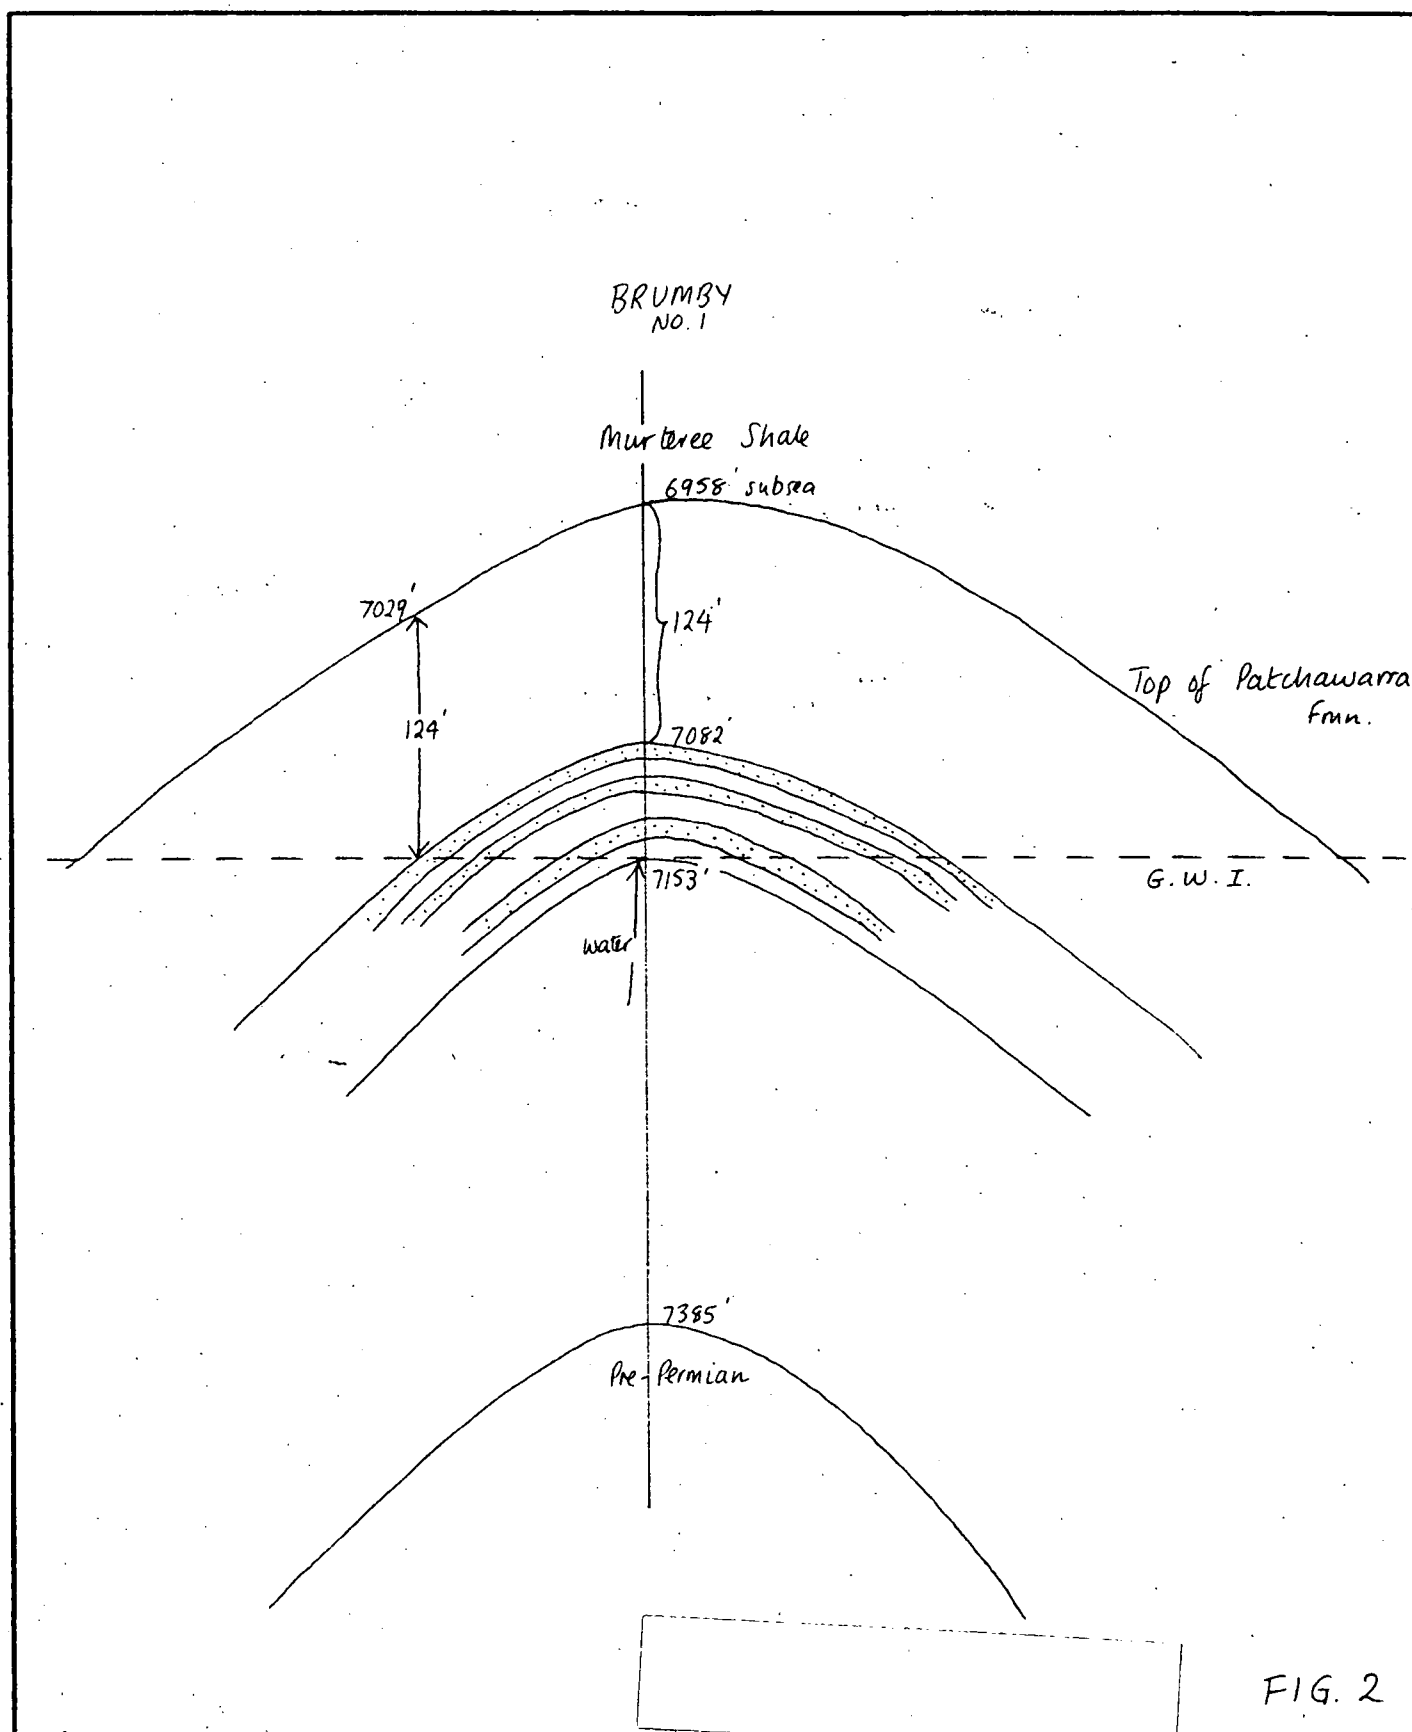 BRUMBY
NO. 1
Murteree Shale
6958' subsea
7029'
124'
Top of Patchawarra
Fmn.
124'
7082'
7153'
G.W.I.
water
7385'
Pre-Permian
FIG. 2